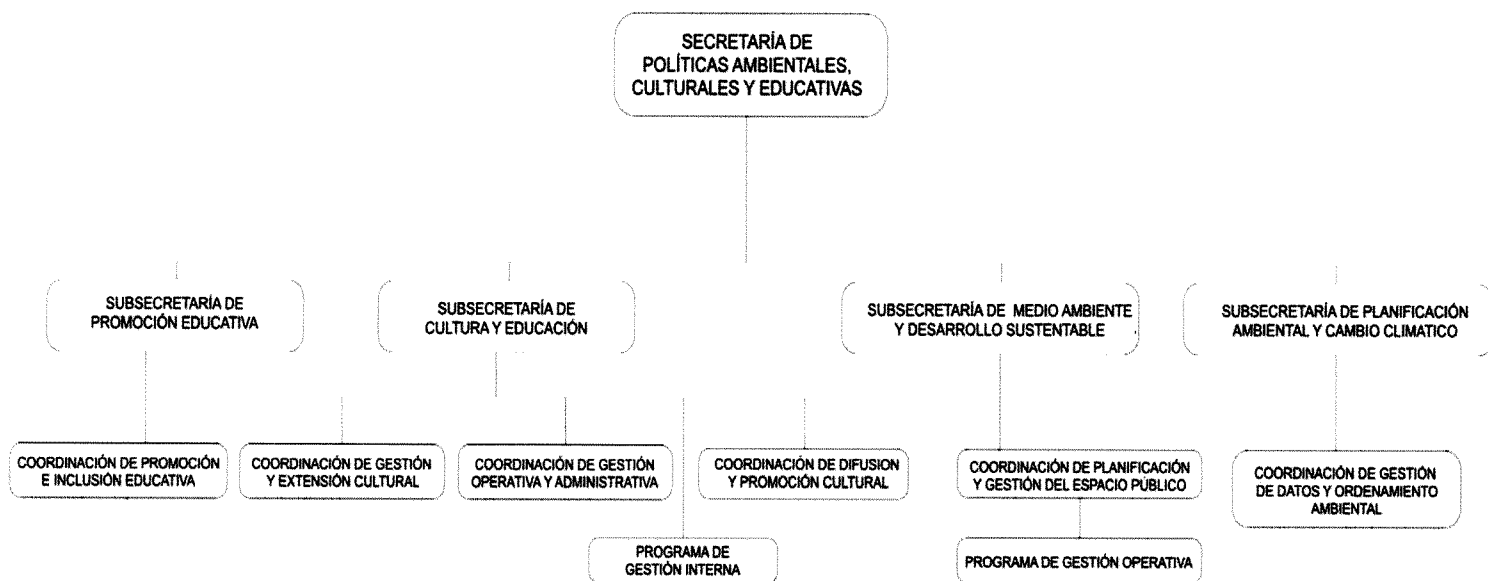 SECRETARÍA DE
POLÍTICAS AMBIENTALES,
CULTURALES Y EDUCATIVAS
SUBSECRETARÍA DE
PROMOCIÓN EDUCATIVA
SUBSECRETARÍA DE
CULTURA Y EDUCACIÓN
SUBSECRETARÍA DE MEDIO AMBIENTE
Y DESARROLLO SUSTENTABLE
SUBSECRETARÍA DE PLANIFICACIÓN
AMBIENTAL Y CAMBIO CLIMATICO
COORDINACIÓN DE PROMOCIÓN
E INCLUSIÓN EDUCATIVA
COORDINACIÓN DE GESTIÓN
Y EXTENSIÓN CULTURAL
COORDINACIÓN DE GESTIÓN
OPERATIVA Y ADMINISTRATIVA
COORDINACIÓN DE DIFUSION
Y PROMOCIÓN CULTURAL
COORDINACIÓN DE PLANIFICACIÓN
Y GESTIÓN DEL ESPACIO PÚBLICO
COORDINACIÓN DE GESTIÓN
DE DATOS Y ORDENAMIENTO
AMBIENTAL
PROGRAMA DE
GESTIÓN INTERNA
PROGRAMA DE GESTIÓN OPERATIVA